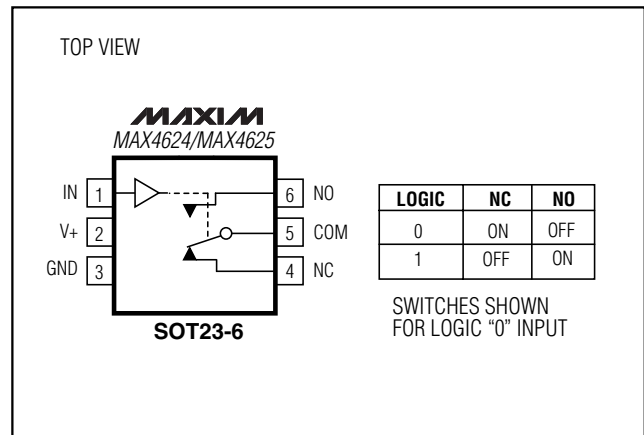 TOP VIEW
MAXIM
MAX4624/MAX4625
IN 1 6 NO
V+ 2 5 COM
GND 3 4 NC
SOT23-6
LOGIC NC NO
0 ON OFF
1 OFF ON
SWITCHES SHOWN
FOR LOGIC “0” INPUT